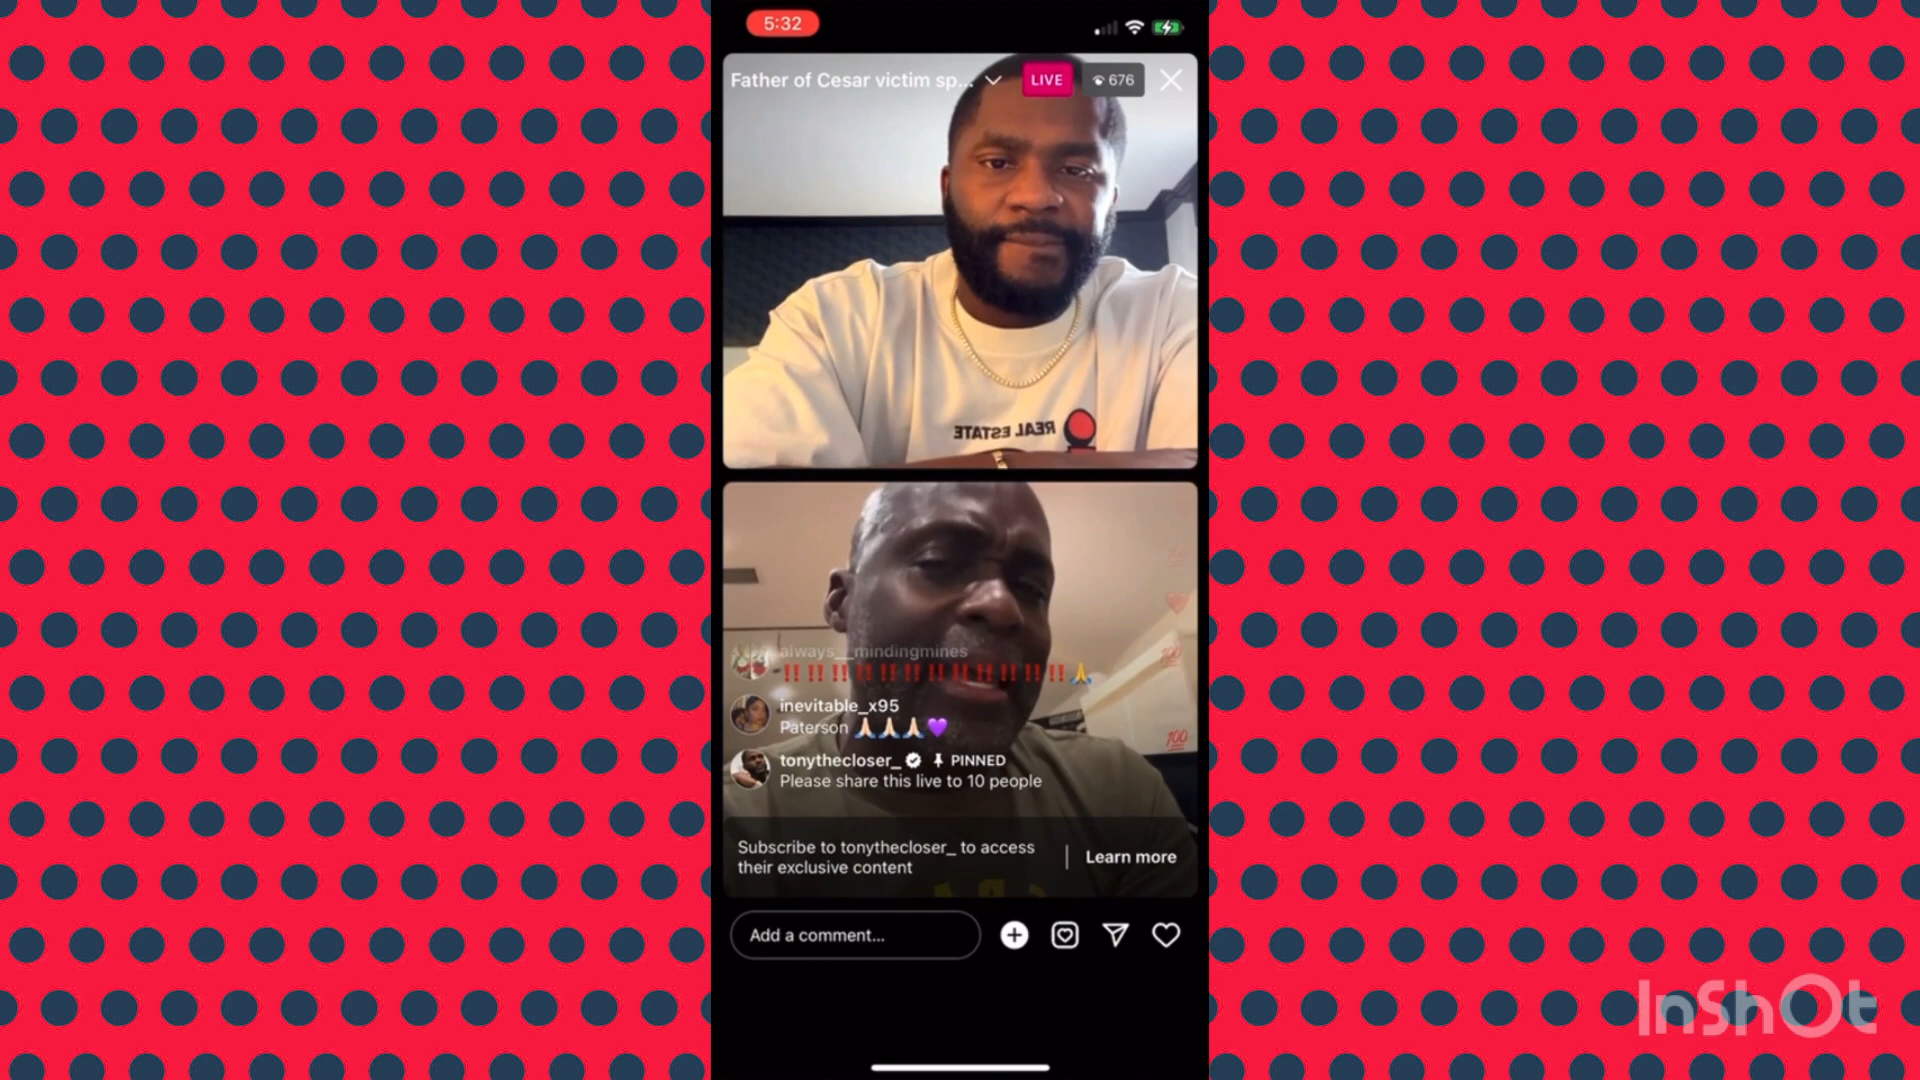 5:32
Father of Cesar victim sp...
LIVE
676
REAL ESTATE
always__mindingmines
‼️‼️‼️‼️‼️‼️‼️‼️‼️‼️‼️‼️🙏
inevitable_x95
Paterson 🙏🏻🙏🏻🙏🏻💜
tonythecloser_ PINNED
Please share this live to 10 people
Subscribe to tonythecloser_ to access
their exclusive content
Learn more
Add a comment...
InShOt